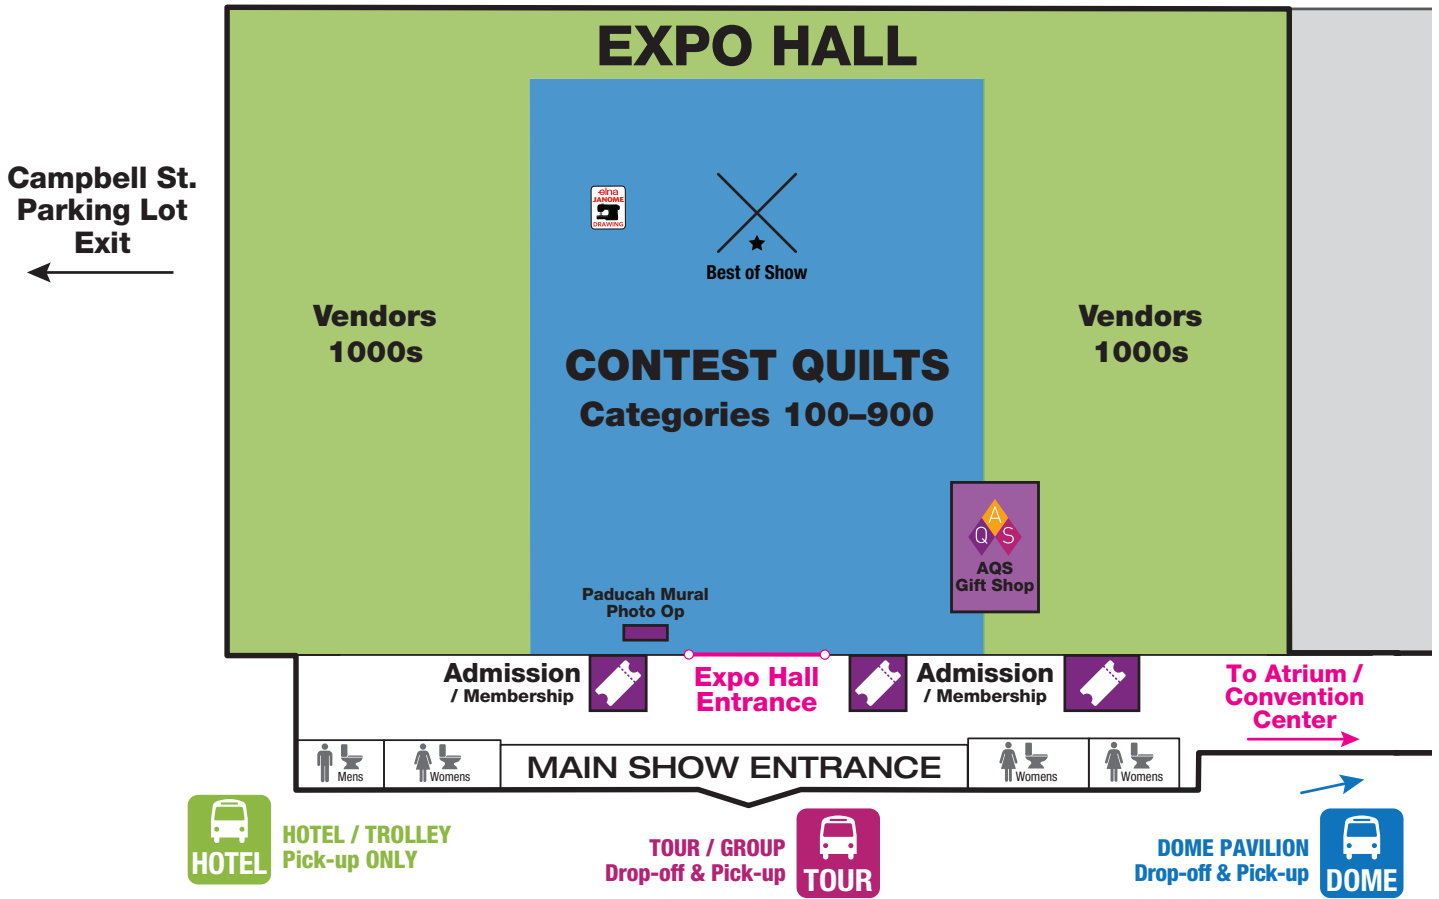 EXPO HALL
Campbell St.
Parking Lot
Exit
elna
JANOME
DRAWING
Best of Show
Vendors
1000s
CONTEST QUILTS
Categories 100–900
Vendors
1000s
A
Q S
AQS
Gift Shop
Paducah Mural
Photo Op
Admission
/ Membership
Expo Hall
Entrance
Admission
/ Membership
To Atrium /
Convention
Center
Mens
Womens
MAIN SHOW ENTRANCE
Womens
Womens
HOTEL
HOTEL / TROLLEY
Pick-up ONLY
TOUR / GROUP
Drop-off & Pick-up
TOUR
DOME PAVILION
Drop-off & Pick-up
DOME